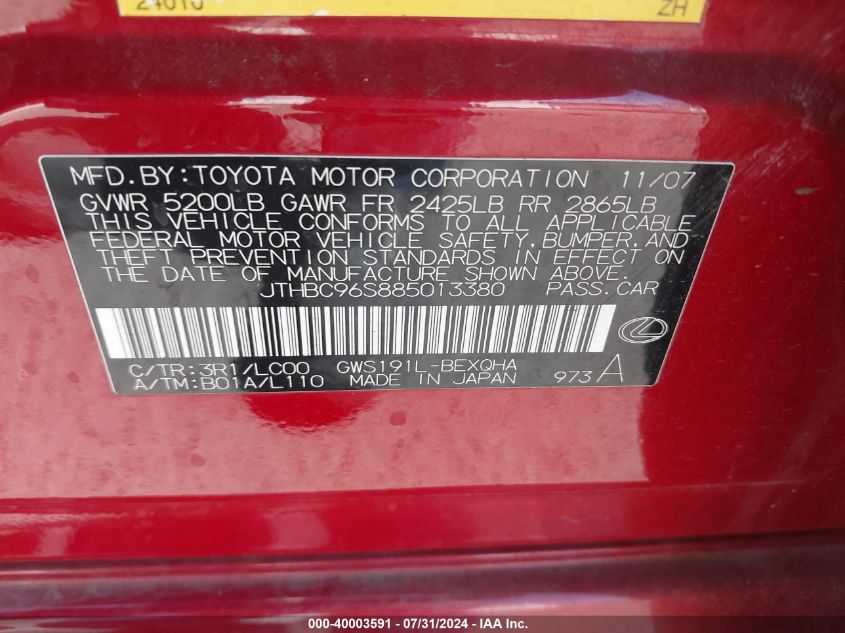 24010 ZH
MFD.BY:TOYOTA MOTOR CORPORATION 11/07
GVWR 5200LB GAWR FR 2425LB RR 2865LB
THIS VEHICLE CONFORMS TO ALL APPLICABLE
FEDERAL MOTOR VEHICLE SAFETY,BUMPER,AND
THEFT PREVENTION STANDARDS IN EFFECT ON
THE DATE OF MANUFACTURE SHOWN ABOVE.
JTHBC96S885013380 PASS.CAR
C/TR:3R1/LC00 GWS191L-BEXQHA
A/TM:B01A/L110 MADE IN JAPAN 973A
000-40003591 - 07/31/2024 - IAA Inc.